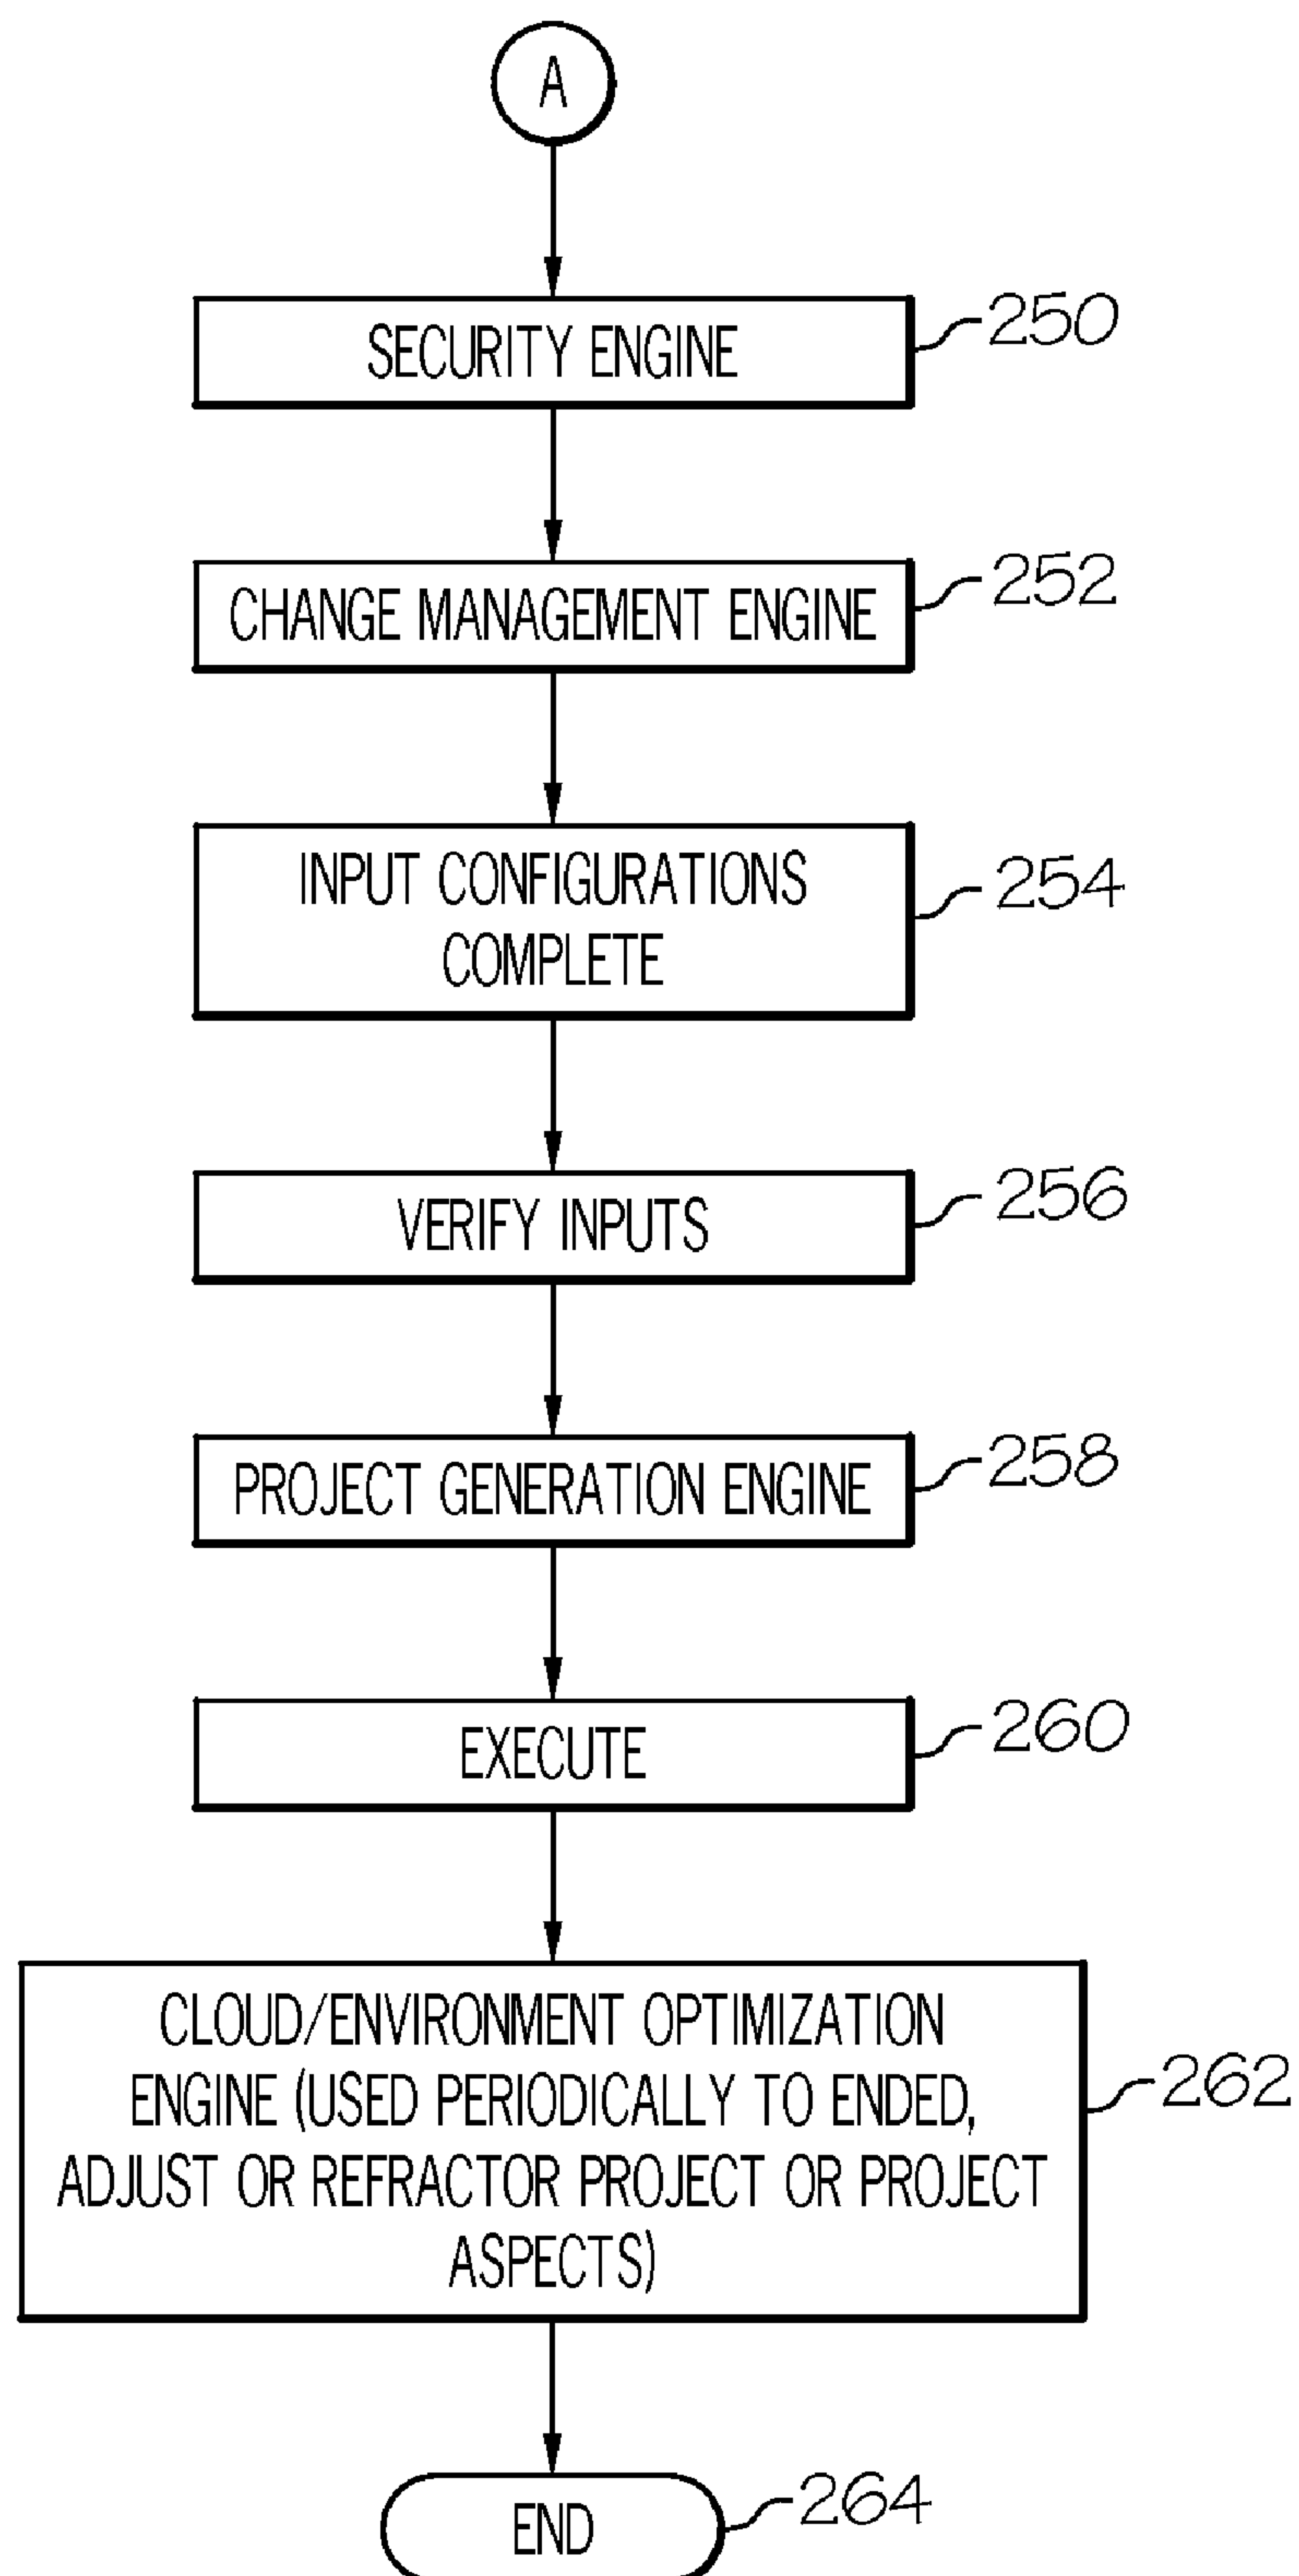 A
SECURITY ENGINE
250
CHANGE MANAGEMENT ENGINE
252
INPUT CONFIGURATIONS
COMPLETE
254
VERIFY INPUTS
256
PROJECT GENERATION ENGINE
258
EXECUTE
260
CLOUD/ENVIRONMENT OPTIMIZATION
ENGINE (USED PERIODICALLY TO ENDED,
ADJUST OR REFRACTOR PROJECT OR PROJECT
ASPECTS)
262
END
264